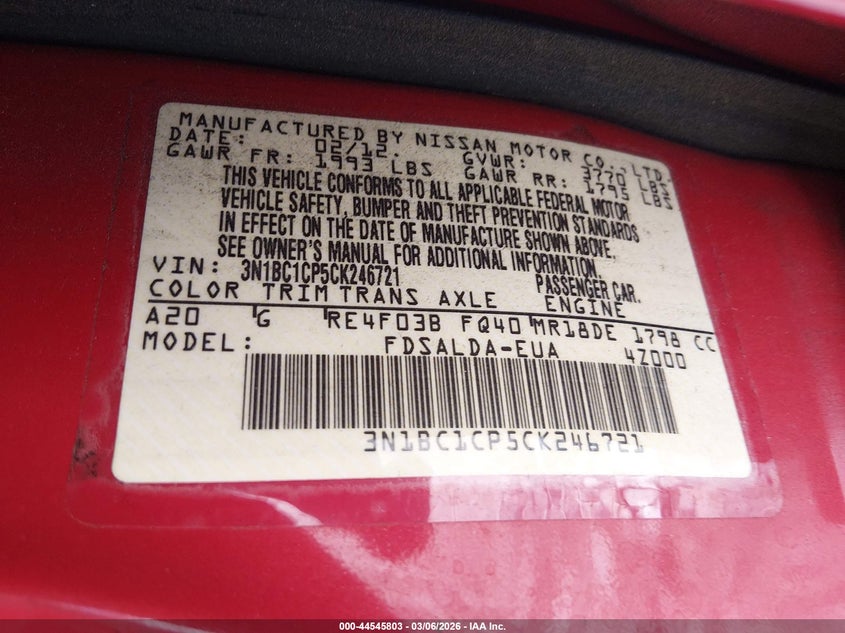 MANUFACTURED BY NISSAN MOTOR CO., LTD.
DATE: 02/12. GVWR: 3770 LBS
GAWR FR: 1993 LBS GAWR RR: 1795 LBS
THIS VEHICLE CONFORMS TO ALL APPLICABLE FEDERAL MOTOR
VEHICLE SAFETY, BUMPER AND THEFT PREVENTION STANDARDS
IN EFFECT ON THE DATE OF MANUFACTURE SHOWN ABOVE.
SEE OWNER'S MANUAL FOR ADDITIONAL INFORMATION.
VIN: 3N1BC1CP5CK246721 PASSENGER CAR.
COLOR TRIM TRANS AXLE ENGINE
A20 G RE4F03B FQ40 MR18DE 1798 CC
MODEL: FDSALDA-EUA 4Z000
3N1BC1CP5CK246721
000-44545803 | 03/06/2026 | IAA Inc.